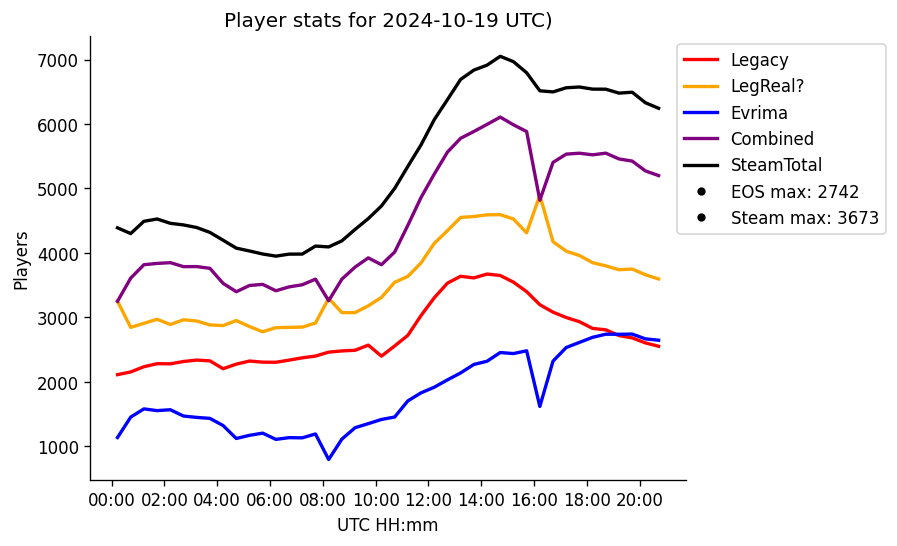 Player stats for 2024-10-19 UTC)
Legacy
LegReal?
Evrima
Combined
SteamTotal
EOS max: 2742
Steam max: 3673
Players
7000
6000
5000
4000
3000
2000
1000
00:00 02:00 04:00 06:00 08:00 10:00 12:00 14:00 16:00 18:00 20:00
UTC HH:mm